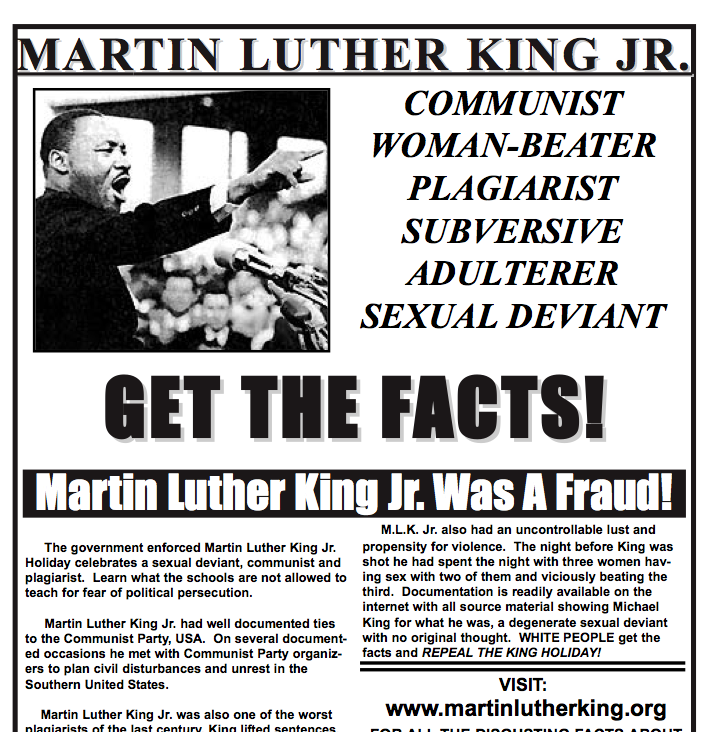 MARTIN LUTHER KING JR.
COMMUNIST
WOMAN-BEATER
PLAGIARIST
SUBVERSIVE
ADULTERER
SEXUAL DEVIANT
GET THE FACTS!
Martin Luther King Jr. Was A Fraud!
The government enforced Martin Luther King Jr.
Holiday celebrates a sexual deviant, communist and
plagiarist. Learn what the schools are not allowed to
teach for fear of political persecution.
Martin Luther King Jr. had well documented ties
to the Communist Party, USA. On several document-
ed occasions he met with Communist Party organiz-
ers to plan civil disturbances and unrest in the
Southern United States.
Martin Luther King Jr. was also one of the worst
plagiarists of the last century. King lifted sentences
M.L.K. Jr. also had an uncontrollable lust and
propensity for violence. The night before King was
shot he had spent the night with three women hav-
ing sex with two of them and viciously beating the
third. Documentation is readily available on the
internet with all source material showing Michael
King for what he was, a degenerate sexual deviant
with no original thought. WHITE PEOPLE get the
facts and REPEAL THE KING HOLIDAY!
VISIT:
www.martinlutherking.org
FOR ALL THE DISGUSTING FACTS ABOUT